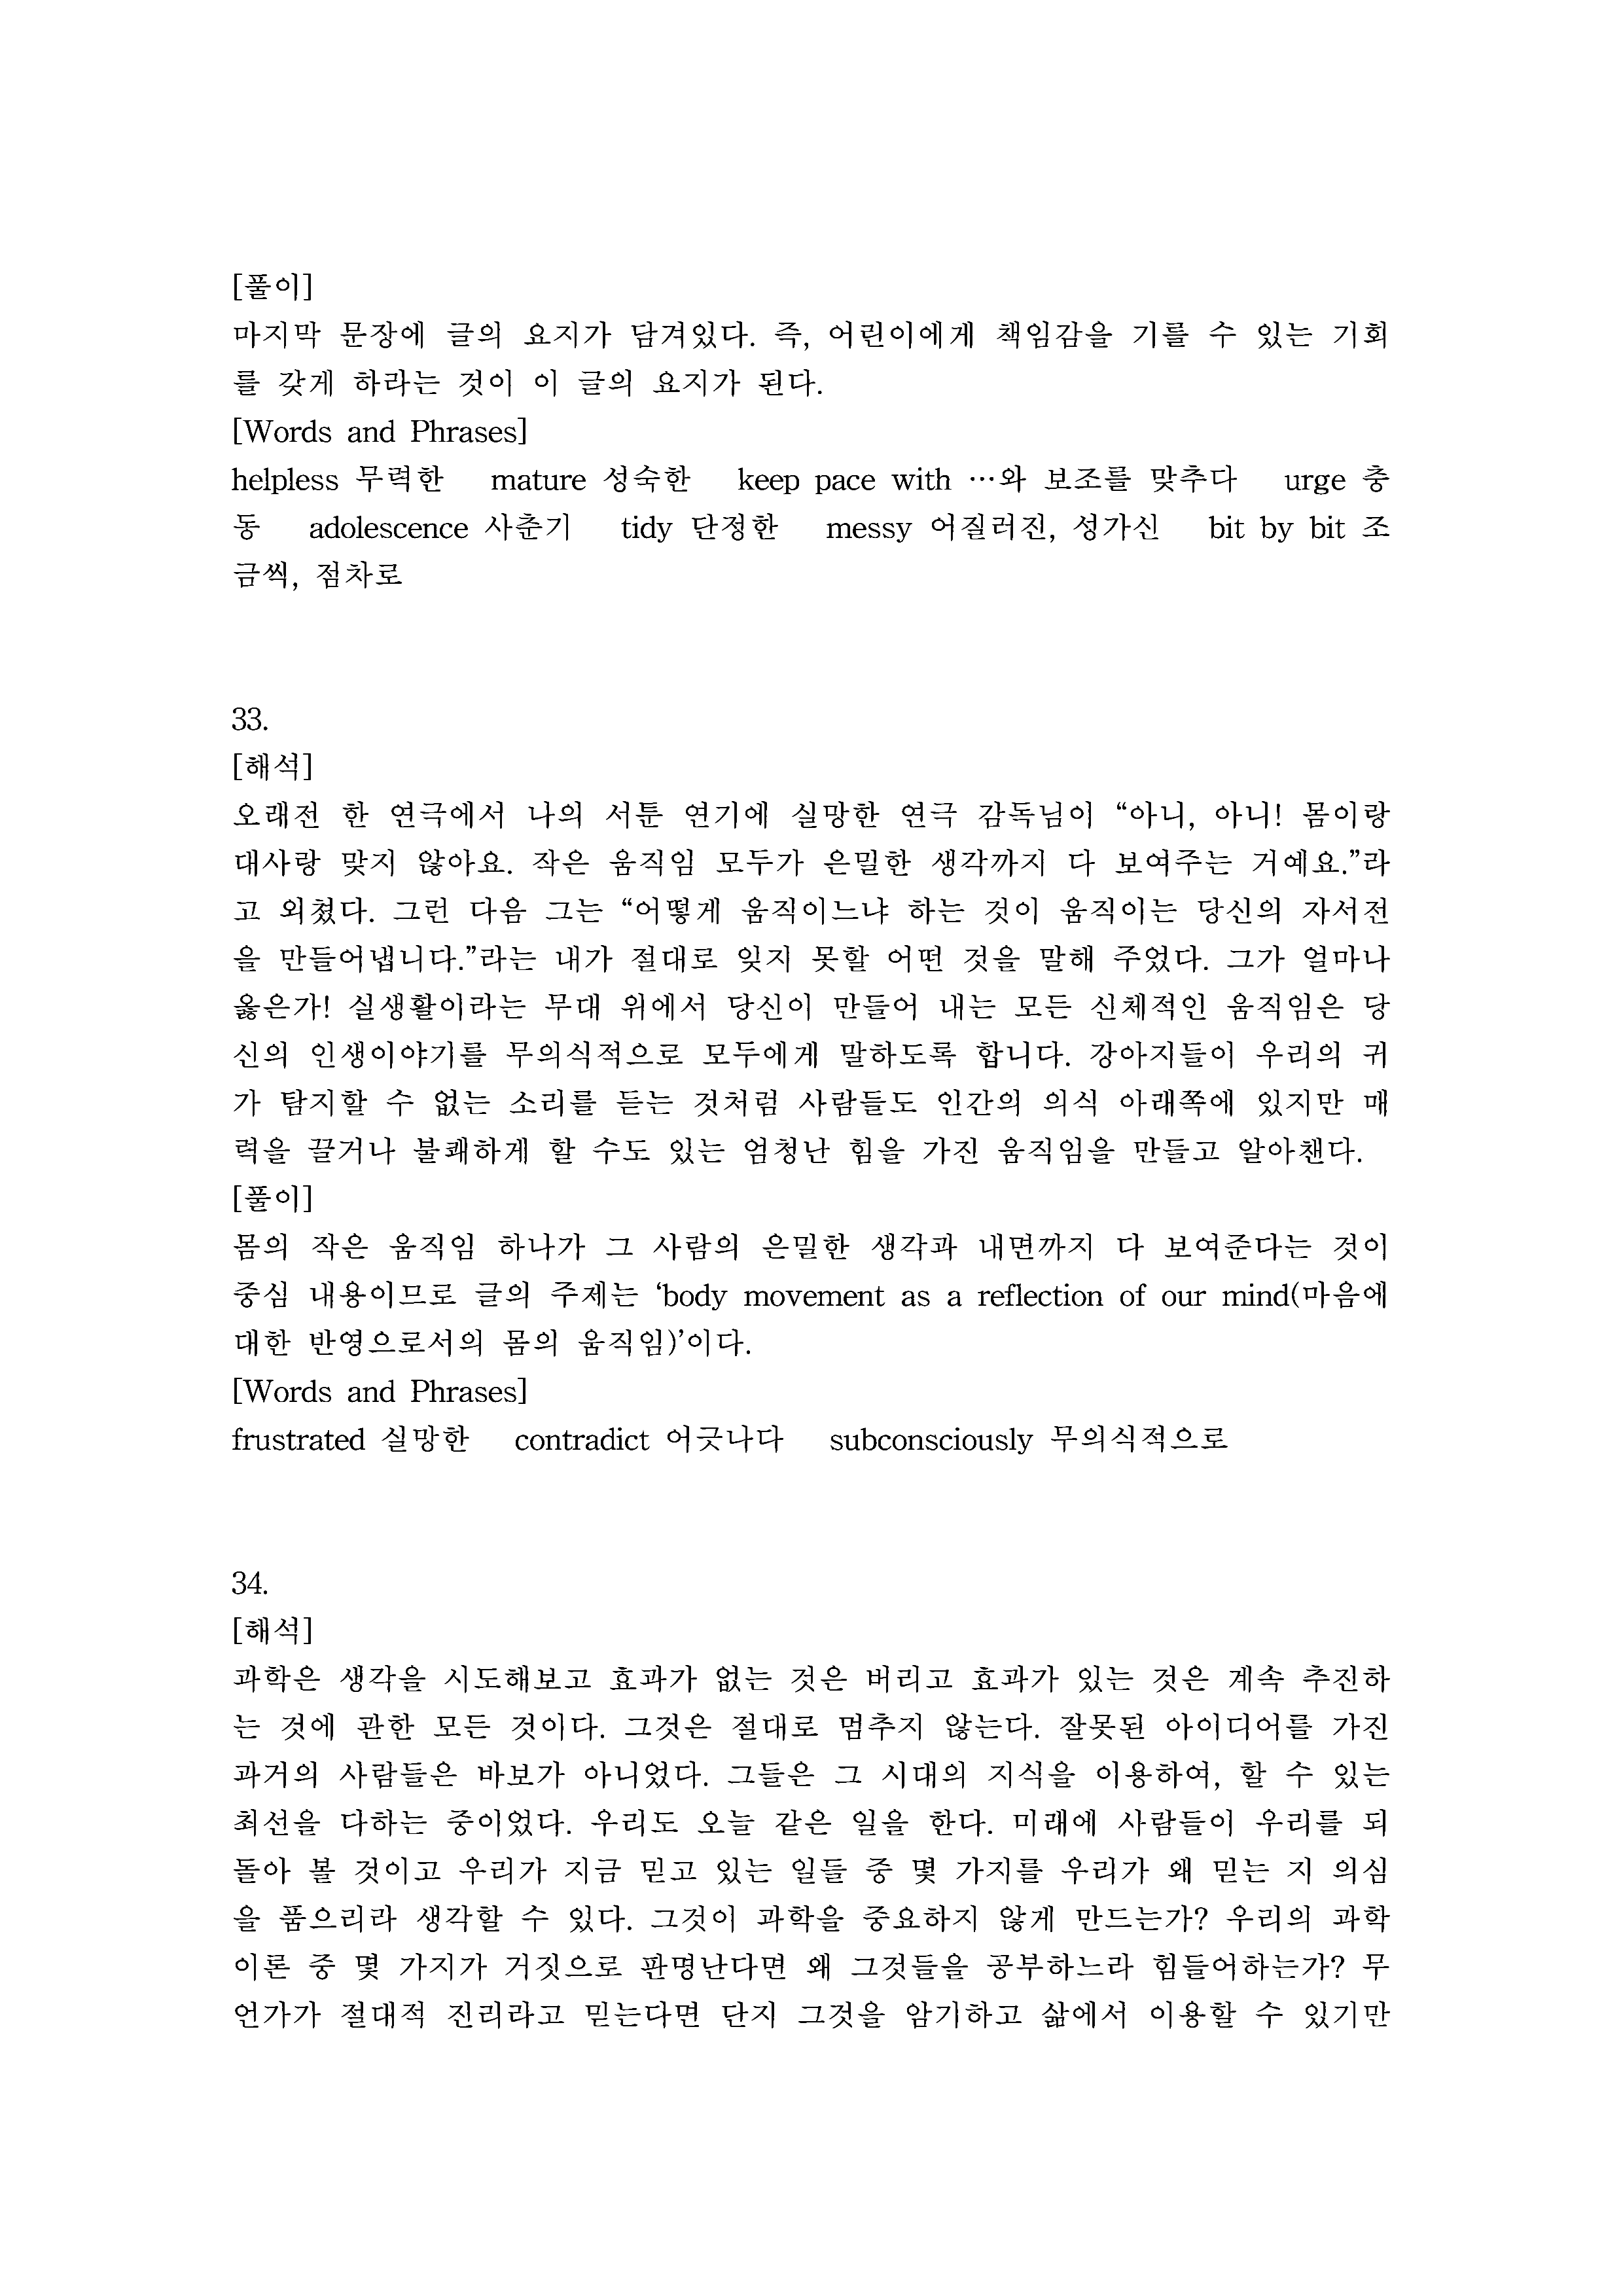 [풀이]
마지막 문장에 글의 요지가 담겨있다. 즉, 어린이에게 책임감을 기를 수 있는 기회
를 갖게 하라는 것이 이 글의 요지가 된다.
[Words and Phrases]
helpless 무력한 mature 성숙한 keep pace with …와 보조를 맞추다 urge 충
동 adolescence 사춘기 tidy 단정한 messy 어질러진, 성가신 bit by bit 조
금씩, 점차로
33.
[해석]
오래전 한 연극에서 나의 서툰 연기에 실망한 연극 감독님이 “아니, 아니! 몸이랑
대사랑 맞지 않아요. 작은 움직임 모두가 은밀한 생각까지 다 보여주는 거예요.”라
고 외쳤다. 그런 다음 그는 “어떻게 움직이느냐 하는 것이 움직이는 당신의 자서전
을 만들어냅니다.”라는 내가 절대로 잊지 못할 어떤 것을 말해 주었다. 그가 얼마나
옳은가! 실생활이라는 무대 위에서 당신이 만들어 내는 모든 신체적인 움직임은 당
신의 인생이야기를 무의식적으로 모두에게 말하도록 합니다. 강아지들이 우리의 귀
가 탐지할 수 없는 소리를 듣는 것처럼 사람들도 인간의 의식 아래쪽에 있지만 매
력을 끌거나 불쾌하게 할 수도 있는 엄청난 힘을 가진 움직임을 만들고 알아챈다.
[풀이]
몸의 작은 움직임 하나가 그 사람의 은밀한 생각과 내면까지 다 보여준다는 것이
중심 내용이므로 글의 주제는 ‘body movement as a reflection of our mind(마음에
대한 반영으로서의 몸의 움직임)’이다.
[Words and Phrases]
frustrated 실망한 contradict 어긋나다 subconsciously 무의식적으로
34.
[해석]
과학은 생각을 시도해보고 효과가 없는 것은 버리고 효과가 있는 것은 계속 추진하
는 것에 관한 모든 것이다. 그것은 절대로 멈추지 않는다. 잘못된 아이디어를 가진
과거의 사람들은 바보가 아니었다. 그들은 그 시대의 지식을 이용하여, 할 수 있는
최선을 다하는 중이었다. 우리도 오늘 같은 일을 한다. 미래에 사람들이 우리를 되
돌아 볼 것이고 우리가 지금 믿고 있는 일들 중 몇 가지를 우리가 왜 믿는 지 의심
을 품으리라 생각할 수 있다. 그것이 과학을 중요하지 않게 만드는가? 우리의 과학
이론 중 몇 가지가 거짓으로 판명난다면 왜 그것들을 공부하느라 힘들어하는가? 무
언가가 절대적 진리라고 믿는다면 단지 그것을 암기하고 삶에서 이용할 수 있기만